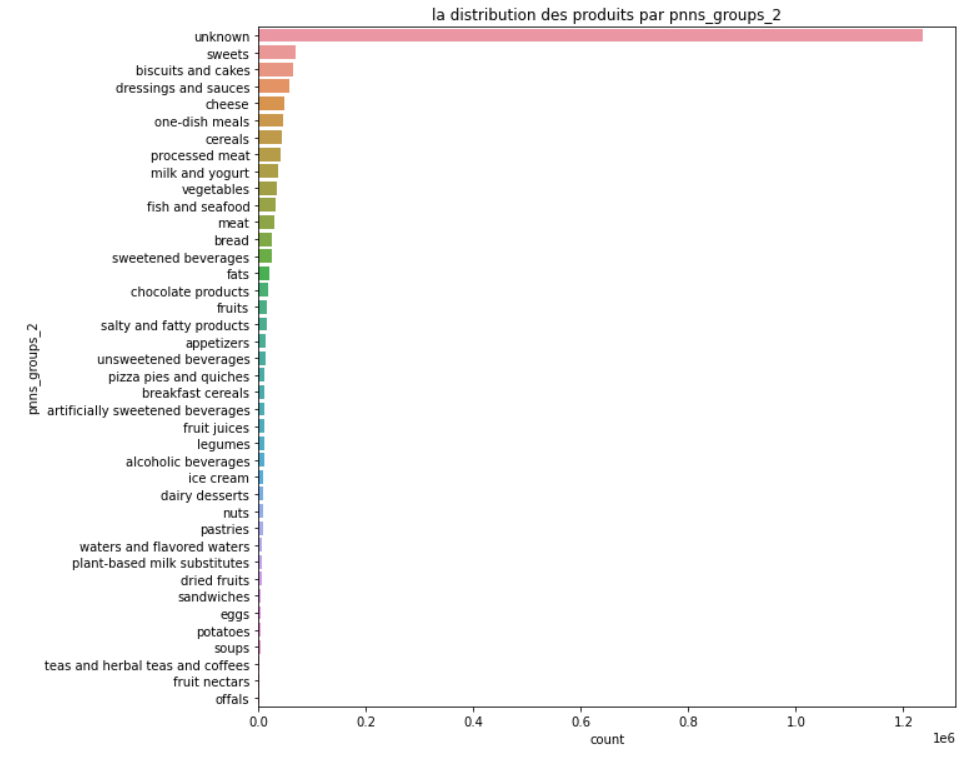 la distribution des produits par pnns_groups_2
unknown
sweets
biscuits and cakes
dressings and sauces
cheese
one-dish meals
cereals
processed meat
milk and yogurt
vegetables
fish and seafood
meat
bread
sweetened beverages
fats
chocolate products
fruits
salty and fatty products
appetizers
unsweetened beverages
pizza pies and quiches
breakfast cereals
artificially sweetened beverages
fruit juices
legumes
alcoholic beverages
ice cream
dairy desserts
nuts
pastries
waters and flavored waters
plant-based milk substitutes
dried fruits
sandwiches
eggs
potatoes
soups
teas and herbal teas and coffees
fruit nectars
offals
pnns_groups_2
0.0 0.2 0.4 0.6 0.8 1.0 1.2
1e6
count